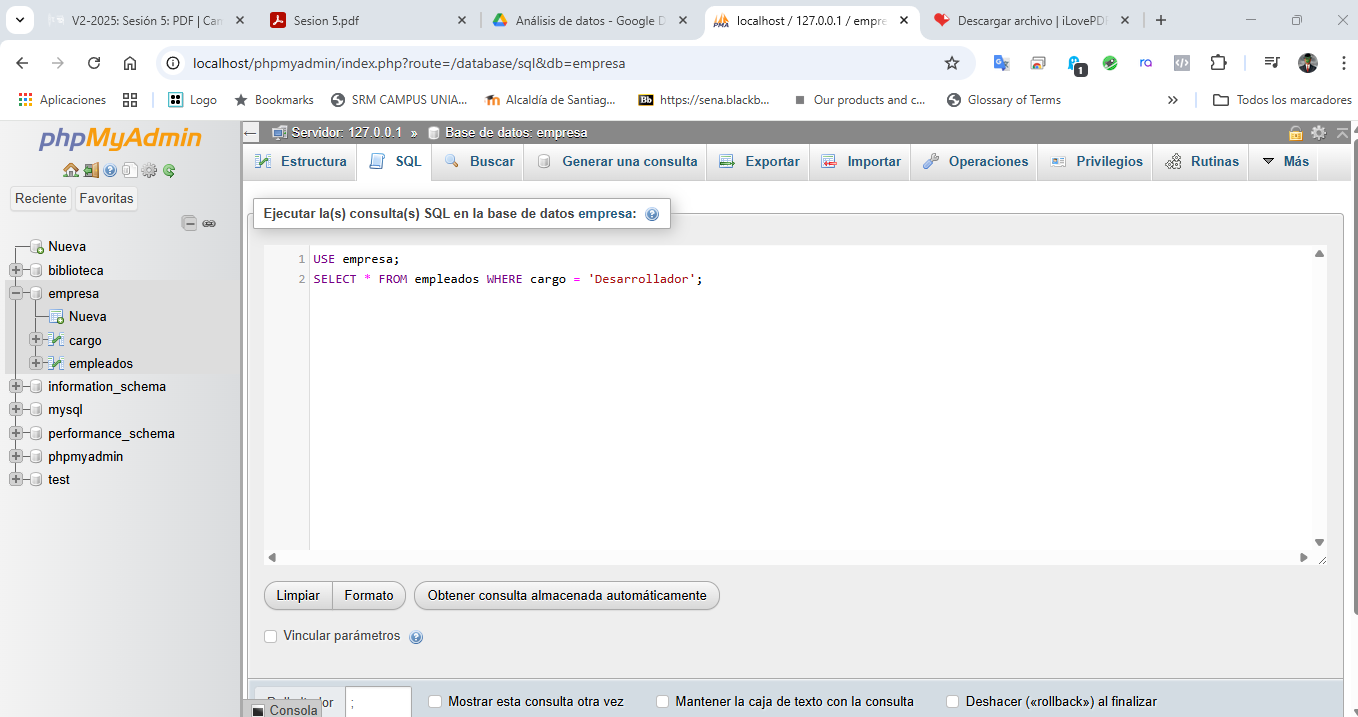 V2-2025: Sesión 5: PDF | Can
Sesion 5.pdf
Análisis de datos - Google D
localhost / 127.0.0.1 / empre
Descargar archivo | iLovePDF
localhost/phpmyadmin/index.php?route=/database/sql&db=empresa
1
Aplicaciones
Logo
Bookmarks
SRM CAMPUS UNIA...
Alcaldía de Santiag...
Bb
https://sena.blackb...
Our products and c...
Glossary of Terms
»
Todos los marcadores
phpMyAdmin
Reciente
Favoritas
Nueva
biblioteca
empresa
Nueva
cargo
empleados
information_schema
mysql
performance_schema
phpmyadmin
test
Servidor: 127.0.0.1 » Base de datos: empresa
Estructura
SQL
Buscar
Generar una consulta
Exportar
Importar
Operaciones
Privilegios
Rutinas
Más
Ejecutar la(s) consulta(s) SQL en la base de datos empresa:
1 USE empresa;
2 SELECT * FROM empleados WHERE cargo = 'Desarrollador';
Limpiar
Formato
Obtener consulta almacenada automáticamente
Vincular parámetros
;
Mostrar esta consulta otra vez
Mantener la caja de texto con la consulta
Deshacer («rollback») al finalizar
Consola